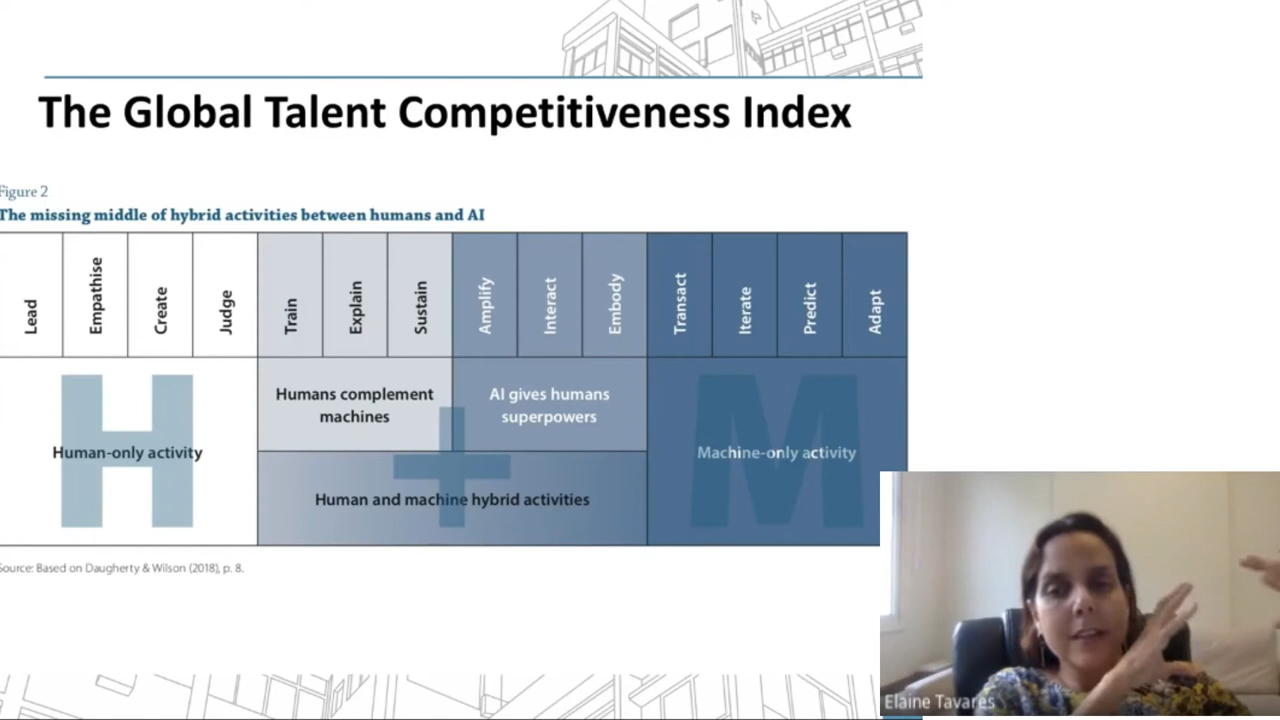 The Global Talent Competitiveness Index
Figure 2
The missing middle of hybrid activities between humans and AI
Lead
Empathise
Create
Judge
Train
Explain
Sustain
Amplify
Interact
Embody
Transact
Iterate
Predict
Adapt
H
Human-only activity
Humans complement
machines
AI gives humans
superpowers
+
Human and machine hybrid activities
M
Machine-only activity
Source: Based on Daugherty & Wilson (2018), p. 8.
Elaine Tavares